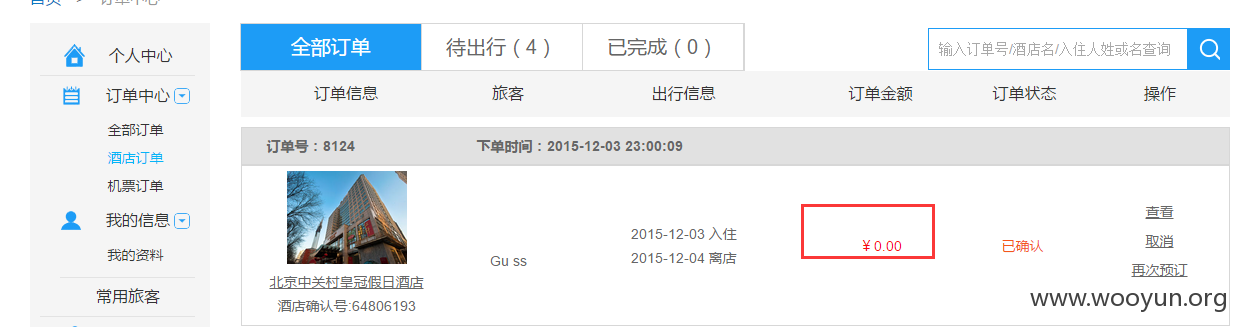 首页 > 订单中心
个人中心
订单中心
全部订单
酒店订单
机票订单
我的信息
我的资料
常用旅客
全部订单 待出行（4） 已完成（0）
输入订单号/酒店名/入住人姓或名查询
订单信息 旅客 出行信息 订单金额 订单状态 操作
订单号：8124 下单时间：2015-12-03 23:00:09
北京中关村皇冠假日酒店
酒店确认号:64806193
Gu ss
2015-12-03 入住
2015-12-04 离店
¥ 0.00
已确认
查看
取消
再次预订
www.wooyun.org